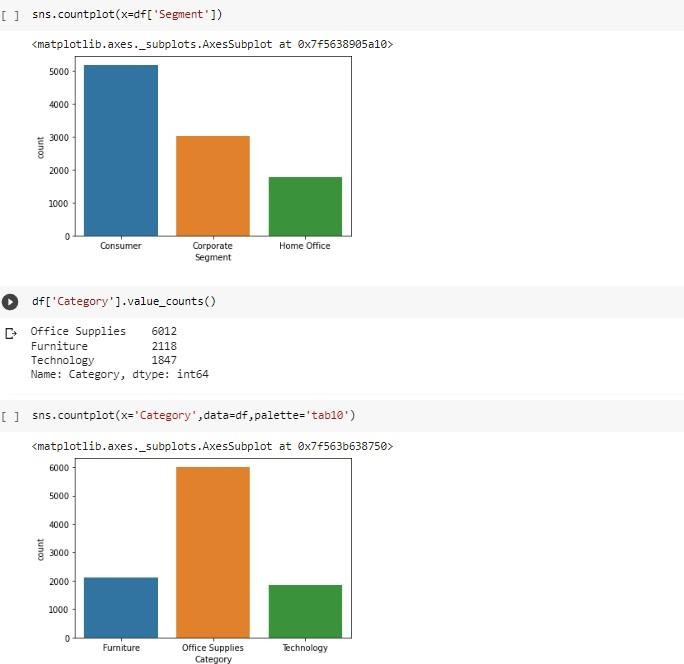 [ ] sns.countplot(x=df['Segment'])
<matplotlib.axes._subplots.AxesSubplot at 0x7f5638905a10>
5000
4000
3000
2000
1000
0
count
Consumer Corporate Home Office
Segment
df['Category'].value_counts()
Office Supplies 6012
Furniture 2118
Technology 1847
Name: Category, dtype: int64
[ ] sns.countplot(x='Category',data=df,palette='tab10')
<matplotlib.axes._subplots.AxesSubplot at 0x7f563b638750>
6000
5000
4000
3000
2000
1000
0
count
Furniture Office Supplies Technology
Category